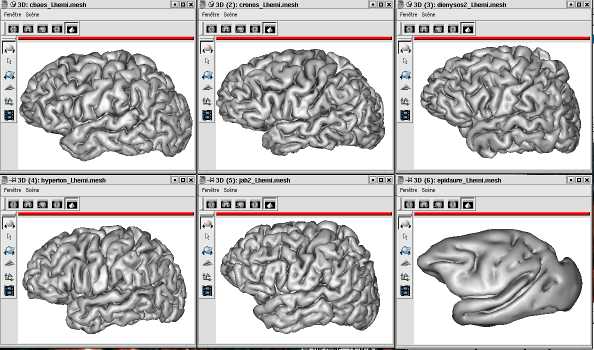 3D: chaos_Lhemi.mesh
Fenêtre Scène
3D (2): cronos_Lhemi.mesh
Fenêtre Scène
3D (3): dionysos2_Lhemi.mesh
Fenêtre Scène
3D (4): hyperion_Lhemi.mesh
Fenêtre Scène
3D (5): jah2_Lhemi.mesh
Fenêtre Scène
3D (6): epidaure_Lhemi.mesh
Fenêtre Scène